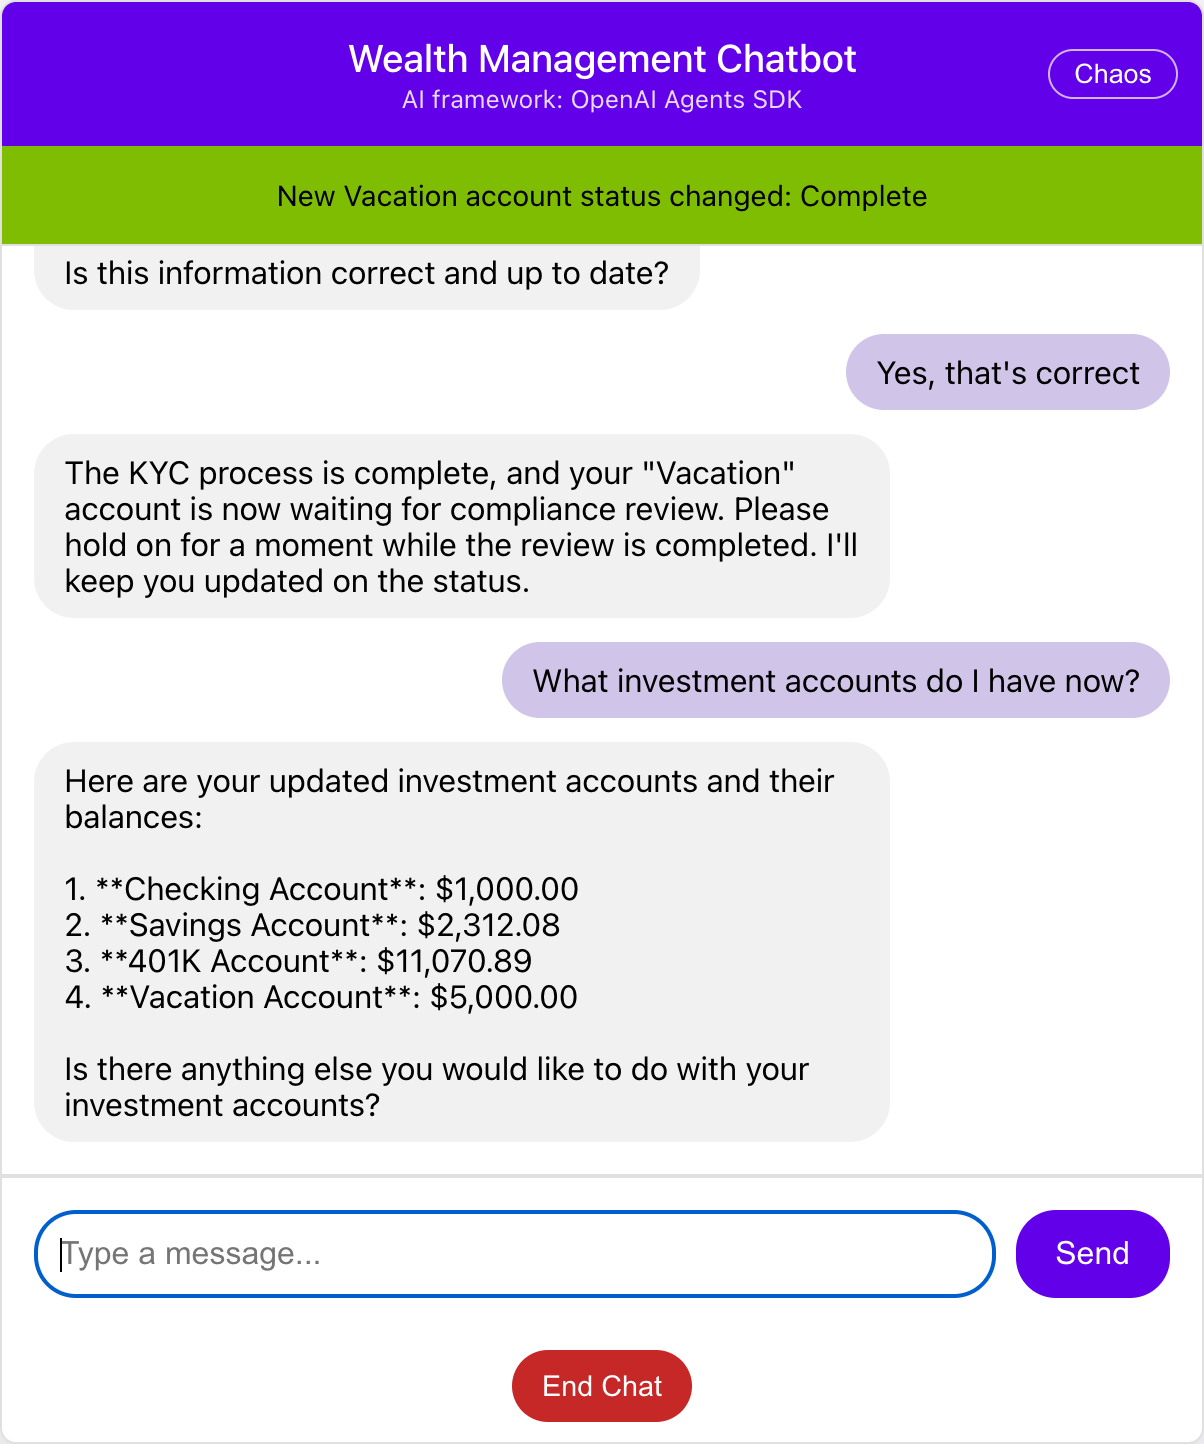 Wealth Management Chatbot
AI framework: OpenAI Agents SDK
Chaos
New Vacation account status changed: Complete
Is this information correct and up to date?
Yes, that's correct
The KYC process is complete, and your "Vacation"
account is now waiting for compliance review. Please
hold on for a moment while the review is completed. I'll
keep you updated on the status.
What investment accounts do I have now?
Here are your updated investment accounts and their
balances:
1. **Checking Account**: $1,000.00
2. **Savings Account**: $2,312.08
3. **401K Account**: $11,070.89
4. **Vacation Account**: $5,000.00
Is there anything else you would like to do with your
investment accounts?
Type a message...
Send
End Chat